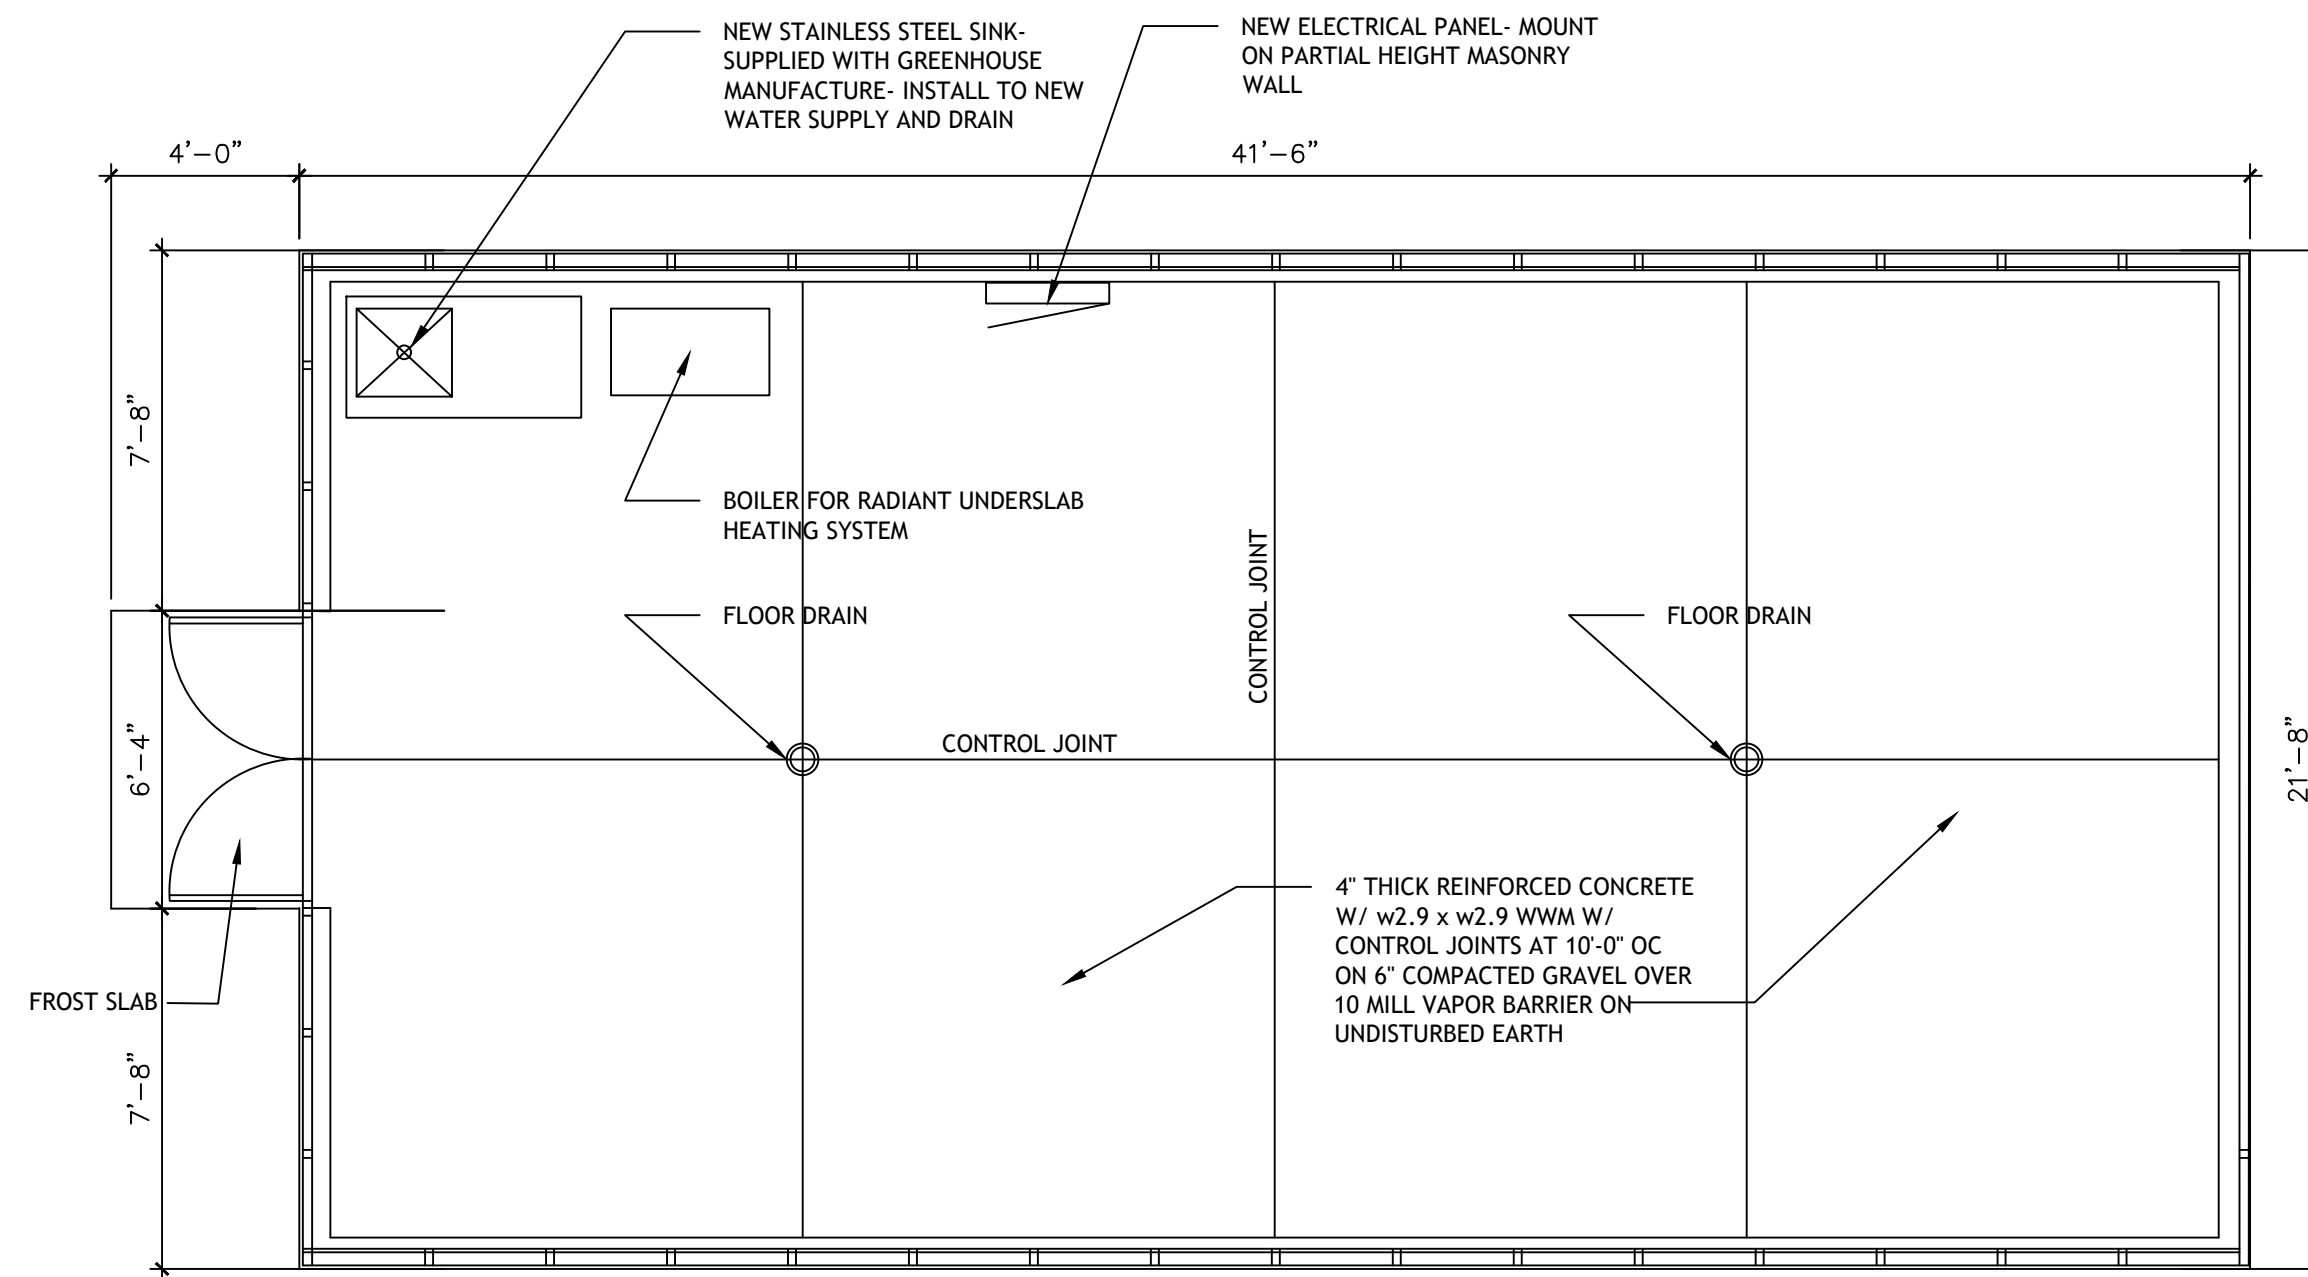 NEW STAINLESS STEEL SINK-
SUPPLIED WITH GREENHOUSE
MANUFACTURE- INSTALL TO NEW
WATER SUPPLY AND DRAIN
NEW ELECTRICAL PANEL- MOUNT
ON PARTIAL HEIGHT MASONRY
WALL
4'-0"
41'-6"
7'-8"
BOILER FOR RADIANT UNDERSLAB
HEATING SYSTEM
CONTROL JOINT
FLOOR DRAIN
FLOOR DRAIN
6'-4"
CONTROL JOINT
21'-8"
4" THICK REINFORCED CONCRETE
W/ w2.9 x w2.9 WWM W/
CONTROL JOINTS AT 10'-0" OC
ON 6" COMPACTED GRAVEL OVER
10 MILL VAPOR BARRIER ON
UNDISTURBED EARTH
FROST SLAB
7'-8"